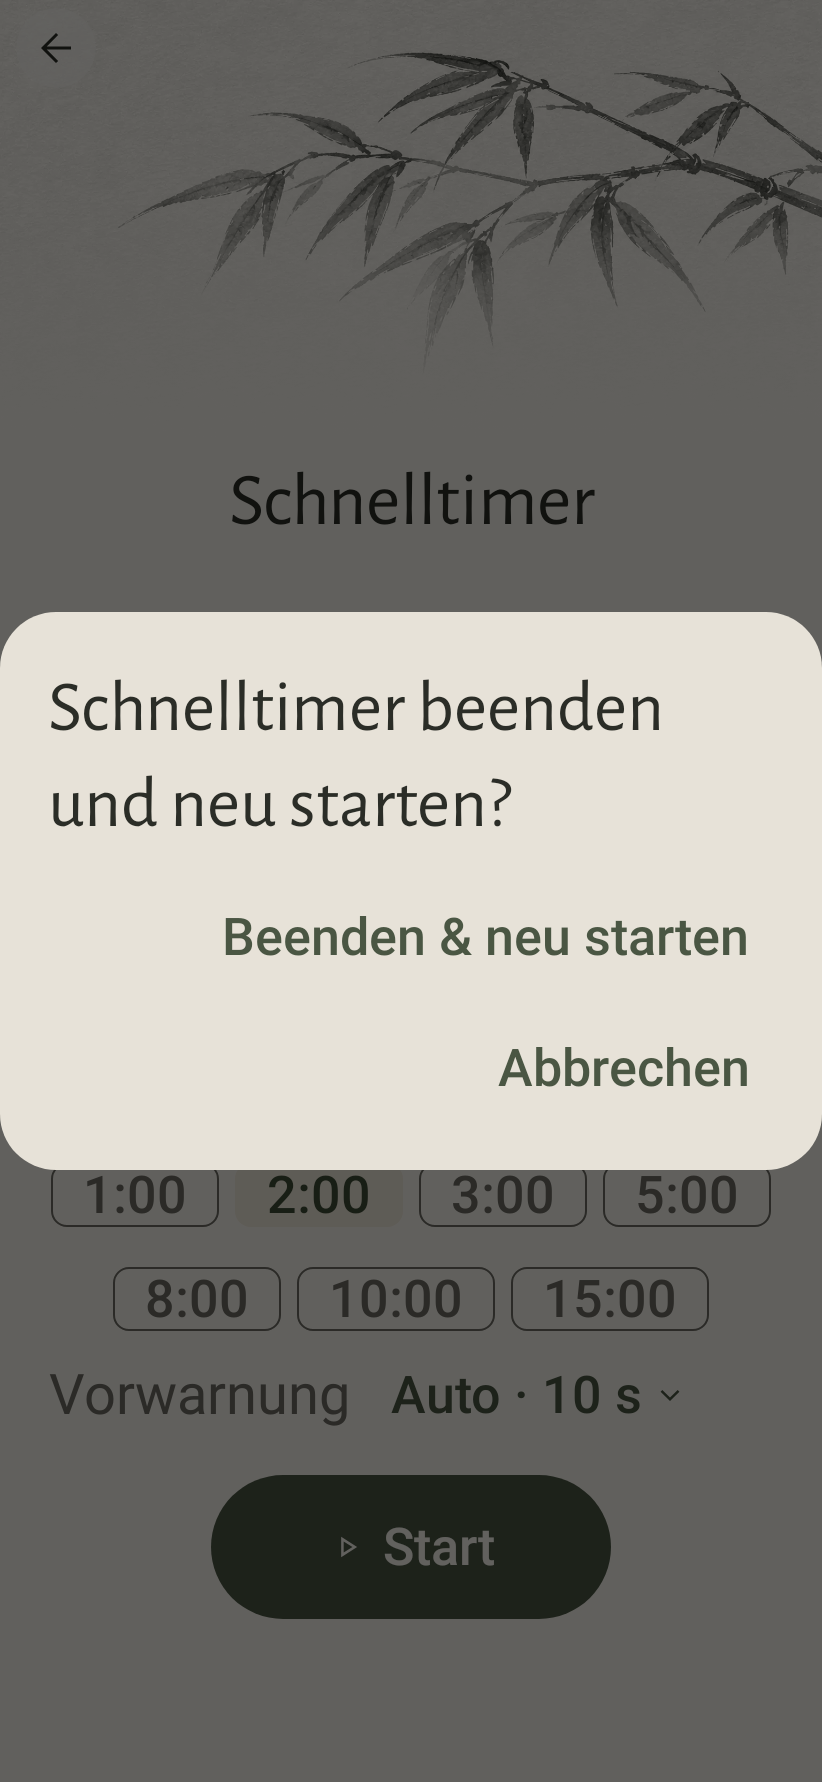 Schnelltimer
Schnelltimer beenden
und neu starten?
Beenden & neu starten
Abbrechen
1:00 2:00 3:00 5:00
8:00 10:00 15:00
Vorwarnung Auto · 10 s
Start